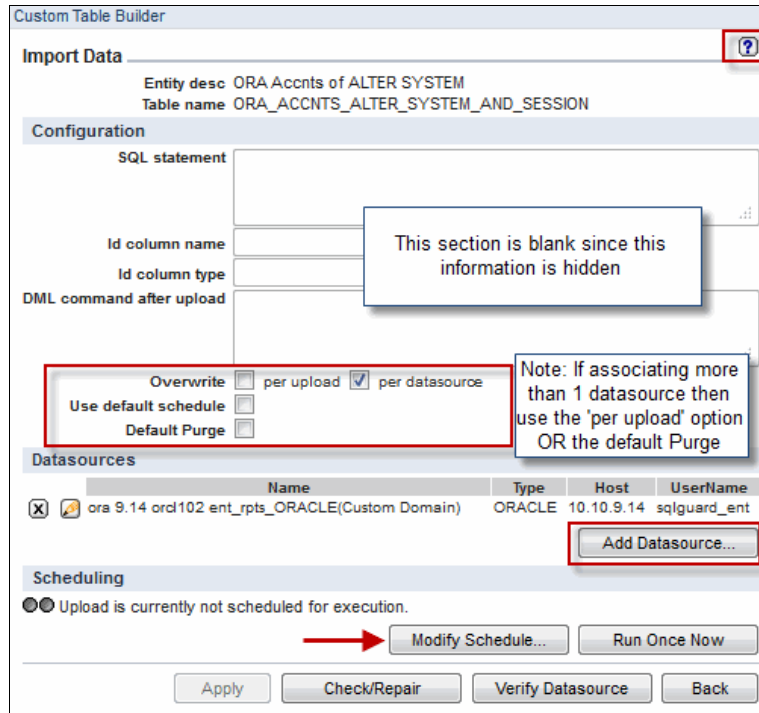 Custom Table Builder
?
Import Data
Entity desc ORA Accnts of ALTER SYSTEM
Table name ORA_ACCNTS_ALTER_SYSTEM_AND_SESSION
Configuration
SQL statement
This section is blank since this
information is hidden
Id column name
Id column type
DML command after upload
Overwrite per upload per datasource
Use default schedule
Default Purge
Note: If associating more
than 1 datasource then
use the 'per upload' option
OR the default Purge
Datasources
Name Type Host UserName
ora 9.14 orcl102 ent_rpts_ORACLE(Custom Domain) ORACLE 10.10.9.14 sqlguard_ent
Add Datasource...
Scheduling
Upload is currently not scheduled for execution.
Modify Schedule... Run Once Now
Apply Check/Repair Verify Datasource Back